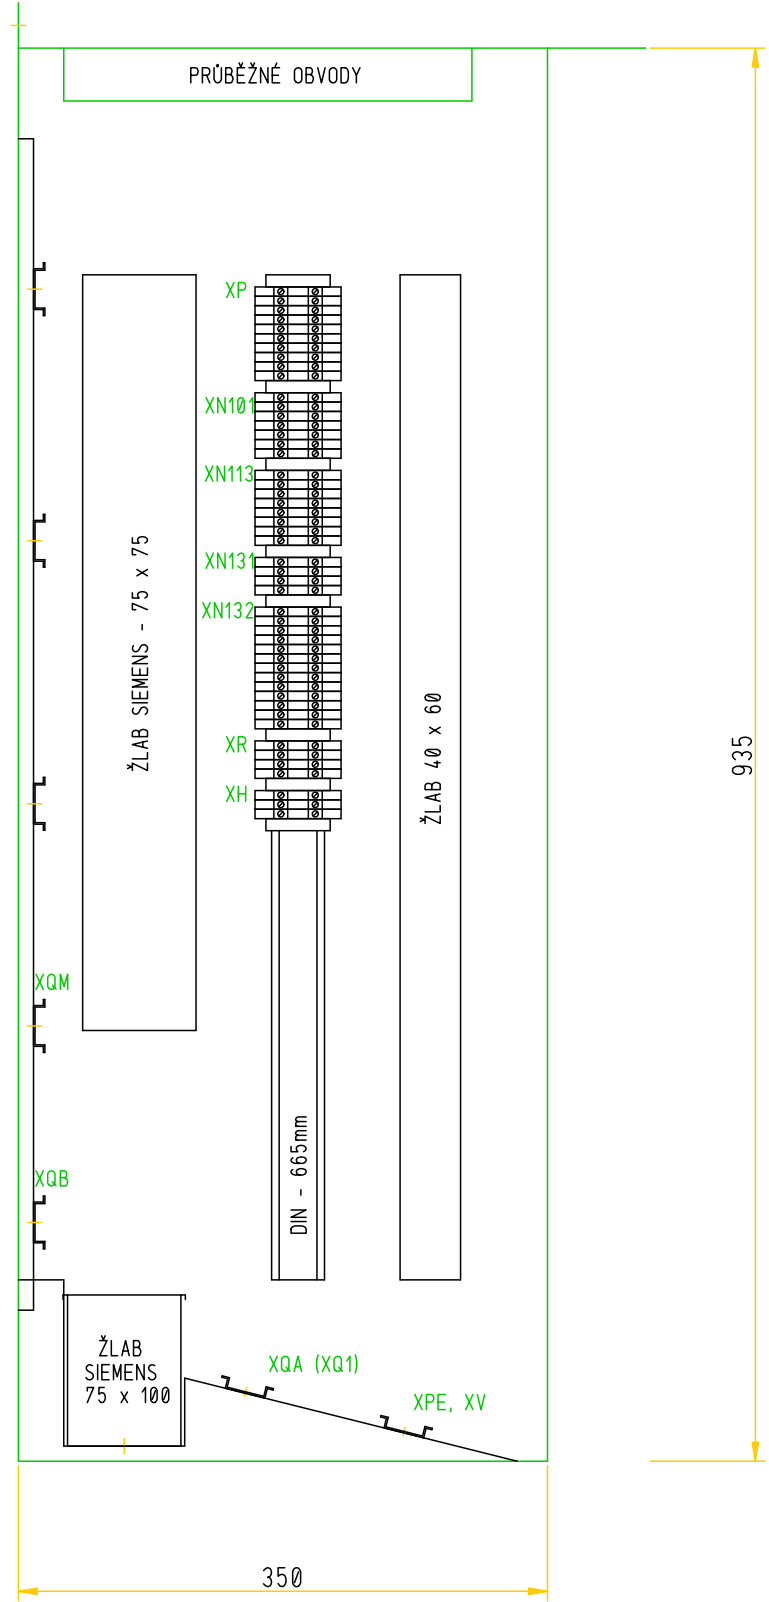 PRŮBĚŽNÉ OBVODY
XP
XN101
XN113
XN131
XN132
XR
XH
ŽLAB SIEMENS - 75 x 75
ŽLAB 40 x 60
935
XQM
XQB
DIN - 665mm
ŽLAB
SIEMENS
75 x 100
XQA (XQ1)
XPE, XV
350